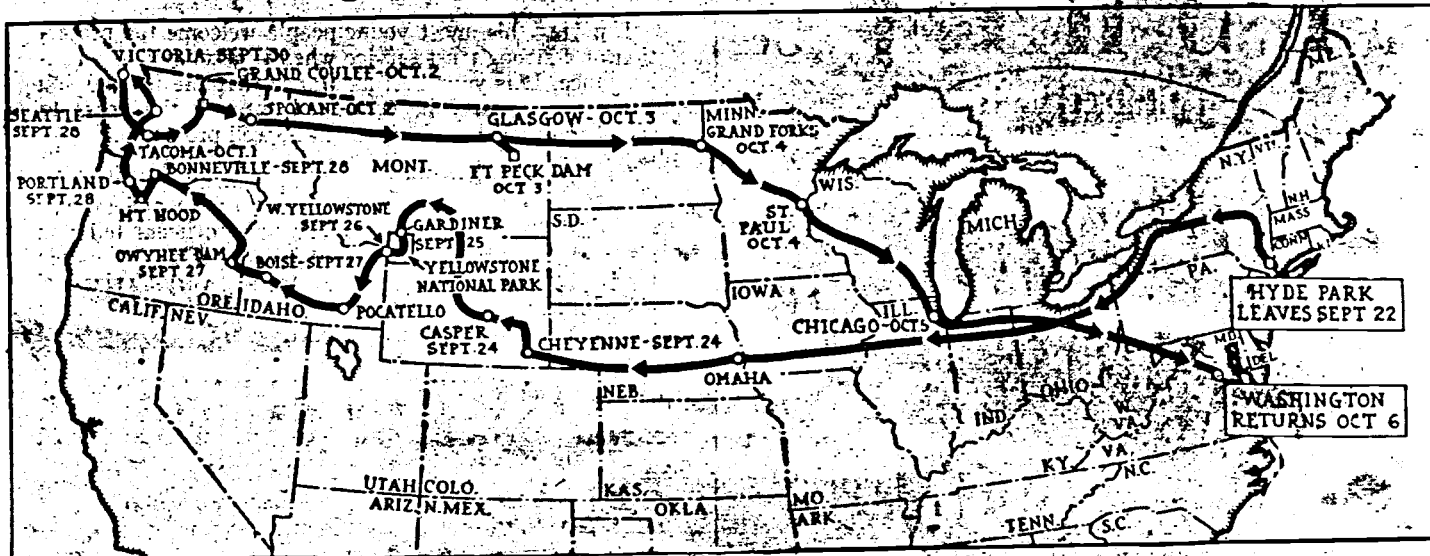 VICTORIA-SEPT. 30
GRAND COULEE-OCT. 2
SEATTLE
SEPT. 28
SPOKANE-OCT. 2
GLASGOW-OCT. 3
MINN.
GRAND FORKS
OCT. 4
ME.
TACOMA-OCT. 1
BONNEVILLE-SEPT. 28
MONT.
FT PECK DAM
OCT 3
N.Y.
VT.
PORTLAND
SEPT. 28
MT. HOOD
W. YELLOWSTONE
SEPT 26
GARDINER
SEPT 25
S.D.
WIS.
ST.
PAUL
OCT. 4
MICH.
N.H.
MASS
CONN
OWYHEE DAM
SEPT 27
BOISE-SEPT 27
YELLOWSTONE
NATIONAL PARK
PA.
IOWA
HYDE PARK
LEAVES SEPT 22
CALIF.
NEV.
ORE
IDAHO.
POCATELLO
CASPER
SEPT. 24
CHEYENNE-SEPT. 24
ILL.
CHICAGO-OCT 5
MD.
DEL
OMAHA
NEB.
IND.
OHIO
W.
VA.
WASHINGTON
RETURNS OCT 6
UTAH
COLO.
KAS.
MO
KY.
VA.
N.C.
ARIZ.
N.MEX.
OKLA
ARK.
TENN.
S.C.